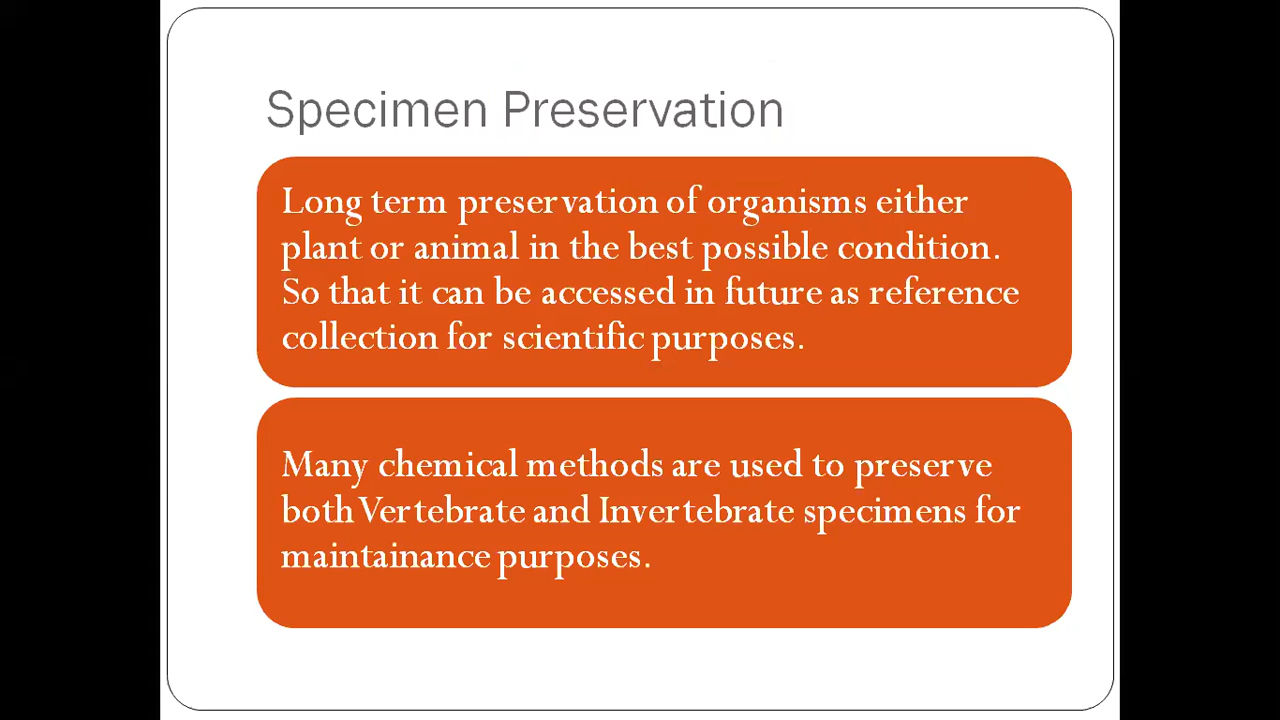 Specimen Preservation
Long term preservation of organisms either
plant or animal in the best possible condition.
So that it can be accessed in future as reference
collection for scientific purposes.
Many chemical methods are used to preserve
both Vertebrate and Invertebrate specimens for
maintainance purposes.